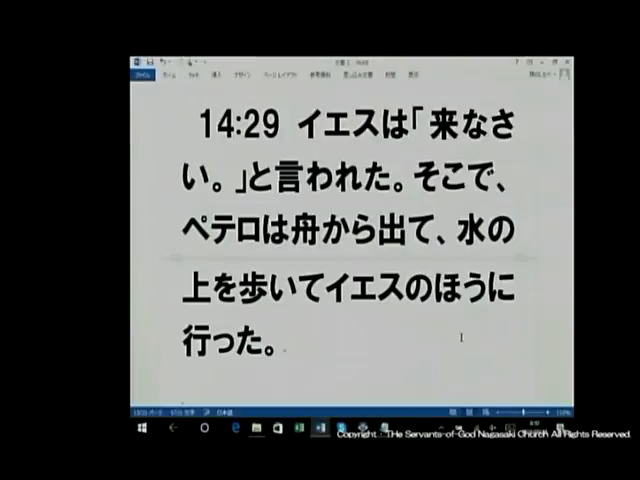 14:29 イエスは「来なさ
い。」と言われた。そこで、
ペテロは舟から出て、水の
上を歩いてイエスのほうに
行った。
Copyright - THe Servants-of-God Nagasaki Church All Rights Reserved.